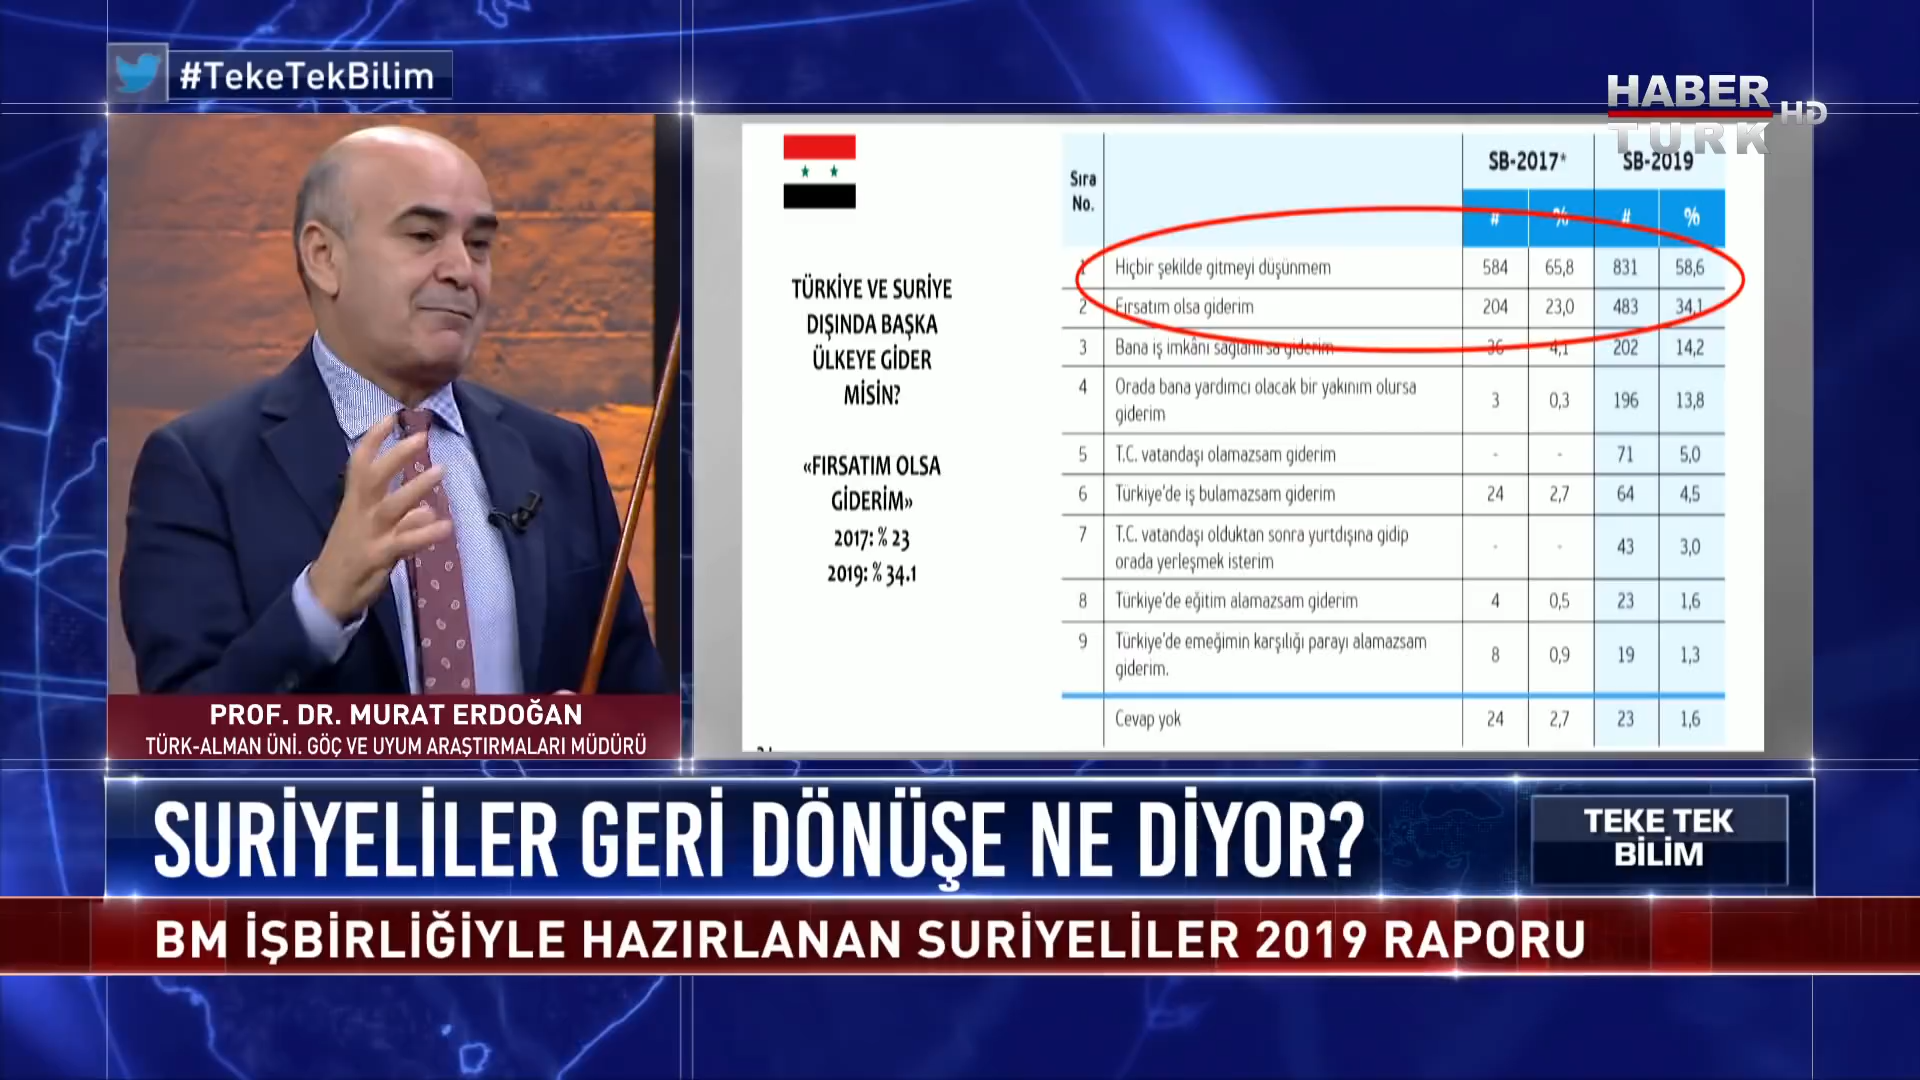 #TekeTekBilim
HABER
TÜRK HD
TÜRKİYE VE SURİYE
DIŞINDA BAŞKA
ÜLKEYE GİDER
MİSİN?
«FIRSATIM OLSA
GİDERİM»
2017: % 23
2019: % 34.1
Sıra No. SB-2017* SB-2019
# % # %
1 Hiçbir şekilde gitmeyi düşünmem 584 65,8 831 58,6
2 Fırsatım olsa giderim 204 23,0 483 34,1
3 Bana iş imkânı sağlanırsa giderim 36 4,1 202 14,2
4 Orada bana yardımcı olacak bir yakınım olursa
giderim 3 0,3 196 13,8
5 T.C. vatandaşı olamazsam giderim - - 71 5,0
6 Türkiye'de iş bulamazsam giderim 24 2,7 64 4,5
7 T.C. vatandaşı olduktan sonra yurtdışına gidip
orada yerleşmek isterim - - 43 3,0
8 Türkiye'de eğitim alamazsam giderim 4 0,5 23 1,6
9 Türkiye'de emeğimin karşılığı parayı alamazsam
giderim. 8 0,9 19 1,3
Cevap yok 24 2,7 23 1,6
PROF. DR. MURAT ERDOĞAN
TÜRK-ALMAN ÜNİ. GÖÇ VE UYUM ARAŞTIRMALARI MÜDÜRÜ
SURİYELİLER GERİ DÖNÜŞE NE DİYOR?
TEKE TEK
BİLİM
BM İŞBİRLİĞİYLE HAZIRLANAN SURİYELİLER 2019 RAPORU